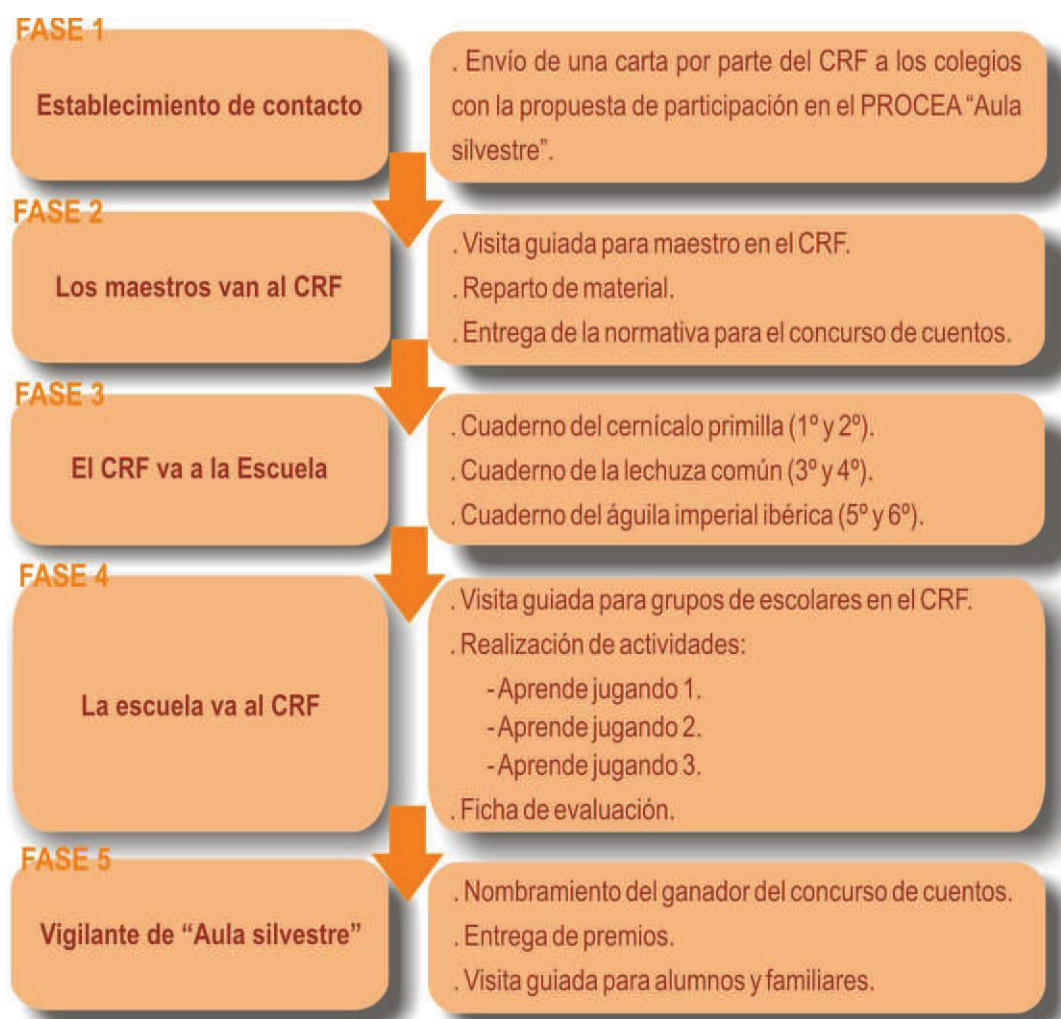 FASE 1
Establecimiento de contacto
. Envío de una carta por parte del CRF a los colegios
con la propuesta de participación en el PROCEA “Aula
silvestre”.
FASE 2
Los maestros van al CRF
. Visita guiada para maestro en el CRF.
. Reparto de material.
. Entrega de la normativa para el concurso de cuentos.
FASE 3
El CRF va a la Escuela
. Cuaderno del cernícalo primilla (1º y 2º).
. Cuaderno de la lechuza común (3º y 4º).
. Cuaderno del águila imperial ibérica (5º y 6º).
FASE 4
La escuela va al CRF
. Visita guiada para grupos de escolares en el CRF.
. Realización de actividades:
- Aprende jugando 1.
- Aprende jugando 2.
- Aprende jugando 3.
. Ficha de evaluación.
FASE 5
Vigilante de “Aula silvestre”
. Nombramiento del ganador del concurso de cuentos.
. Entrega de premios.
. Visita guiada para alumnos y familiares.